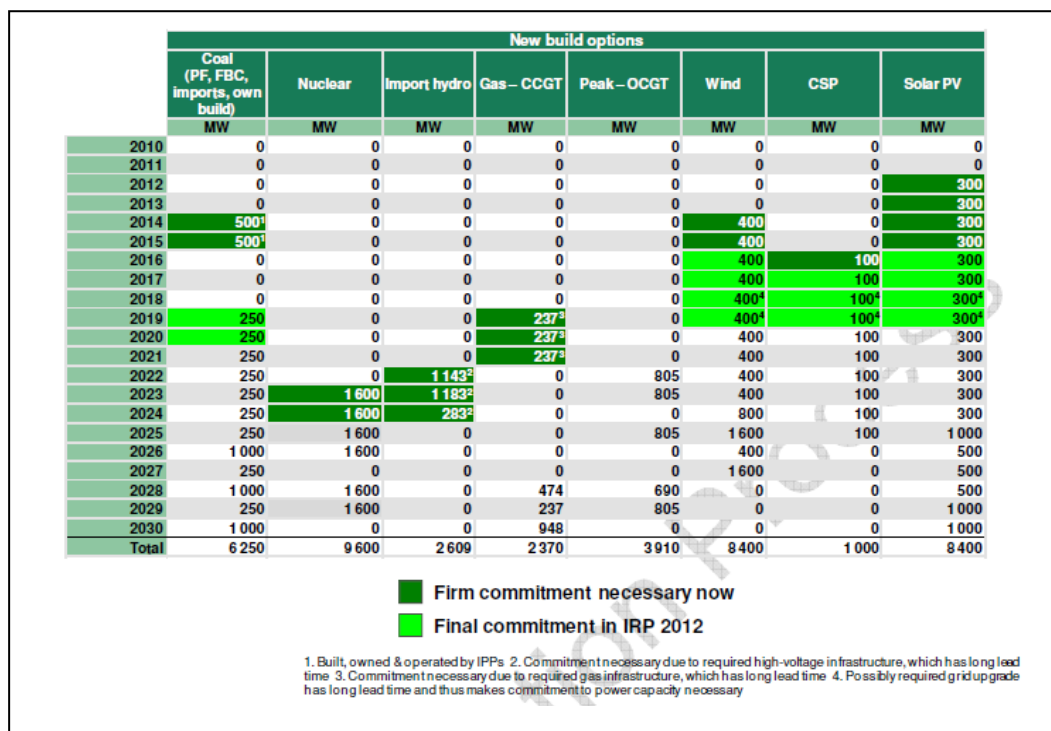 New build options
Coal (PF, FBC, imports, own build) Nuclear Import hydro Gas – CCGT Peak – OCGT Wind CSP Solar PV
MW MW MW MW MW MW MW MW
2010 0 0 0 0 0 0 0 0
2011 0 0 0 0 0 0 0 0
2012 0 0 0 0 0 0 0 300
2013 0 0 0 0 0 0 0 300
2014 500¹ 0 0 0 0 400 0 300
2015 500¹ 0 0 0 0 400 0 300
2016 0 0 0 0 0 400 100 300
2017 0 0 0 0 0 400 100 300
2018 0 0 0 0 0 400⁴ 100⁴ 300⁴
2019 250 0 0 237³ 0 400⁴ 100⁴ 300⁴
2020 250 0 0 237³ 0 400 100 300
2021 250 0 0 237³ 0 400 100 300
2022 250 0 1 143² 0 805 400 100 300
2023 250 1 600 1 183² 0 805 400 100 300
2024 250 1 600 283² 0 0 800 100 300
2025 250 1 600 0 0 805 1 600 100 1 000
2026 1 000 1 600 0 0 0 400 0 500
2027 250 0 0 0 0 1 600 0 500
2028 1 000 1 600 0 474 690 0 0 500
2029 250 1 600 0 237 805 0 0 1 000
2030 1 000 0 0 948 0 0 0 1 000
Total 6 250 9 600 2 609 2 370 3 910 8 400 1 000 8 400
Firm commitment necessary now
Final commitment in IRP 2012
1. Built, owned & operated by IPPs 2. Commitment necessary due to required high-voltage infrastructure, which has long lead
time 3. Commitment necessary due to required gas infrastructure, which has long lead time 4. Possibly required grid upgrade
has long lead time and thus makes commitment to power capacity necessary